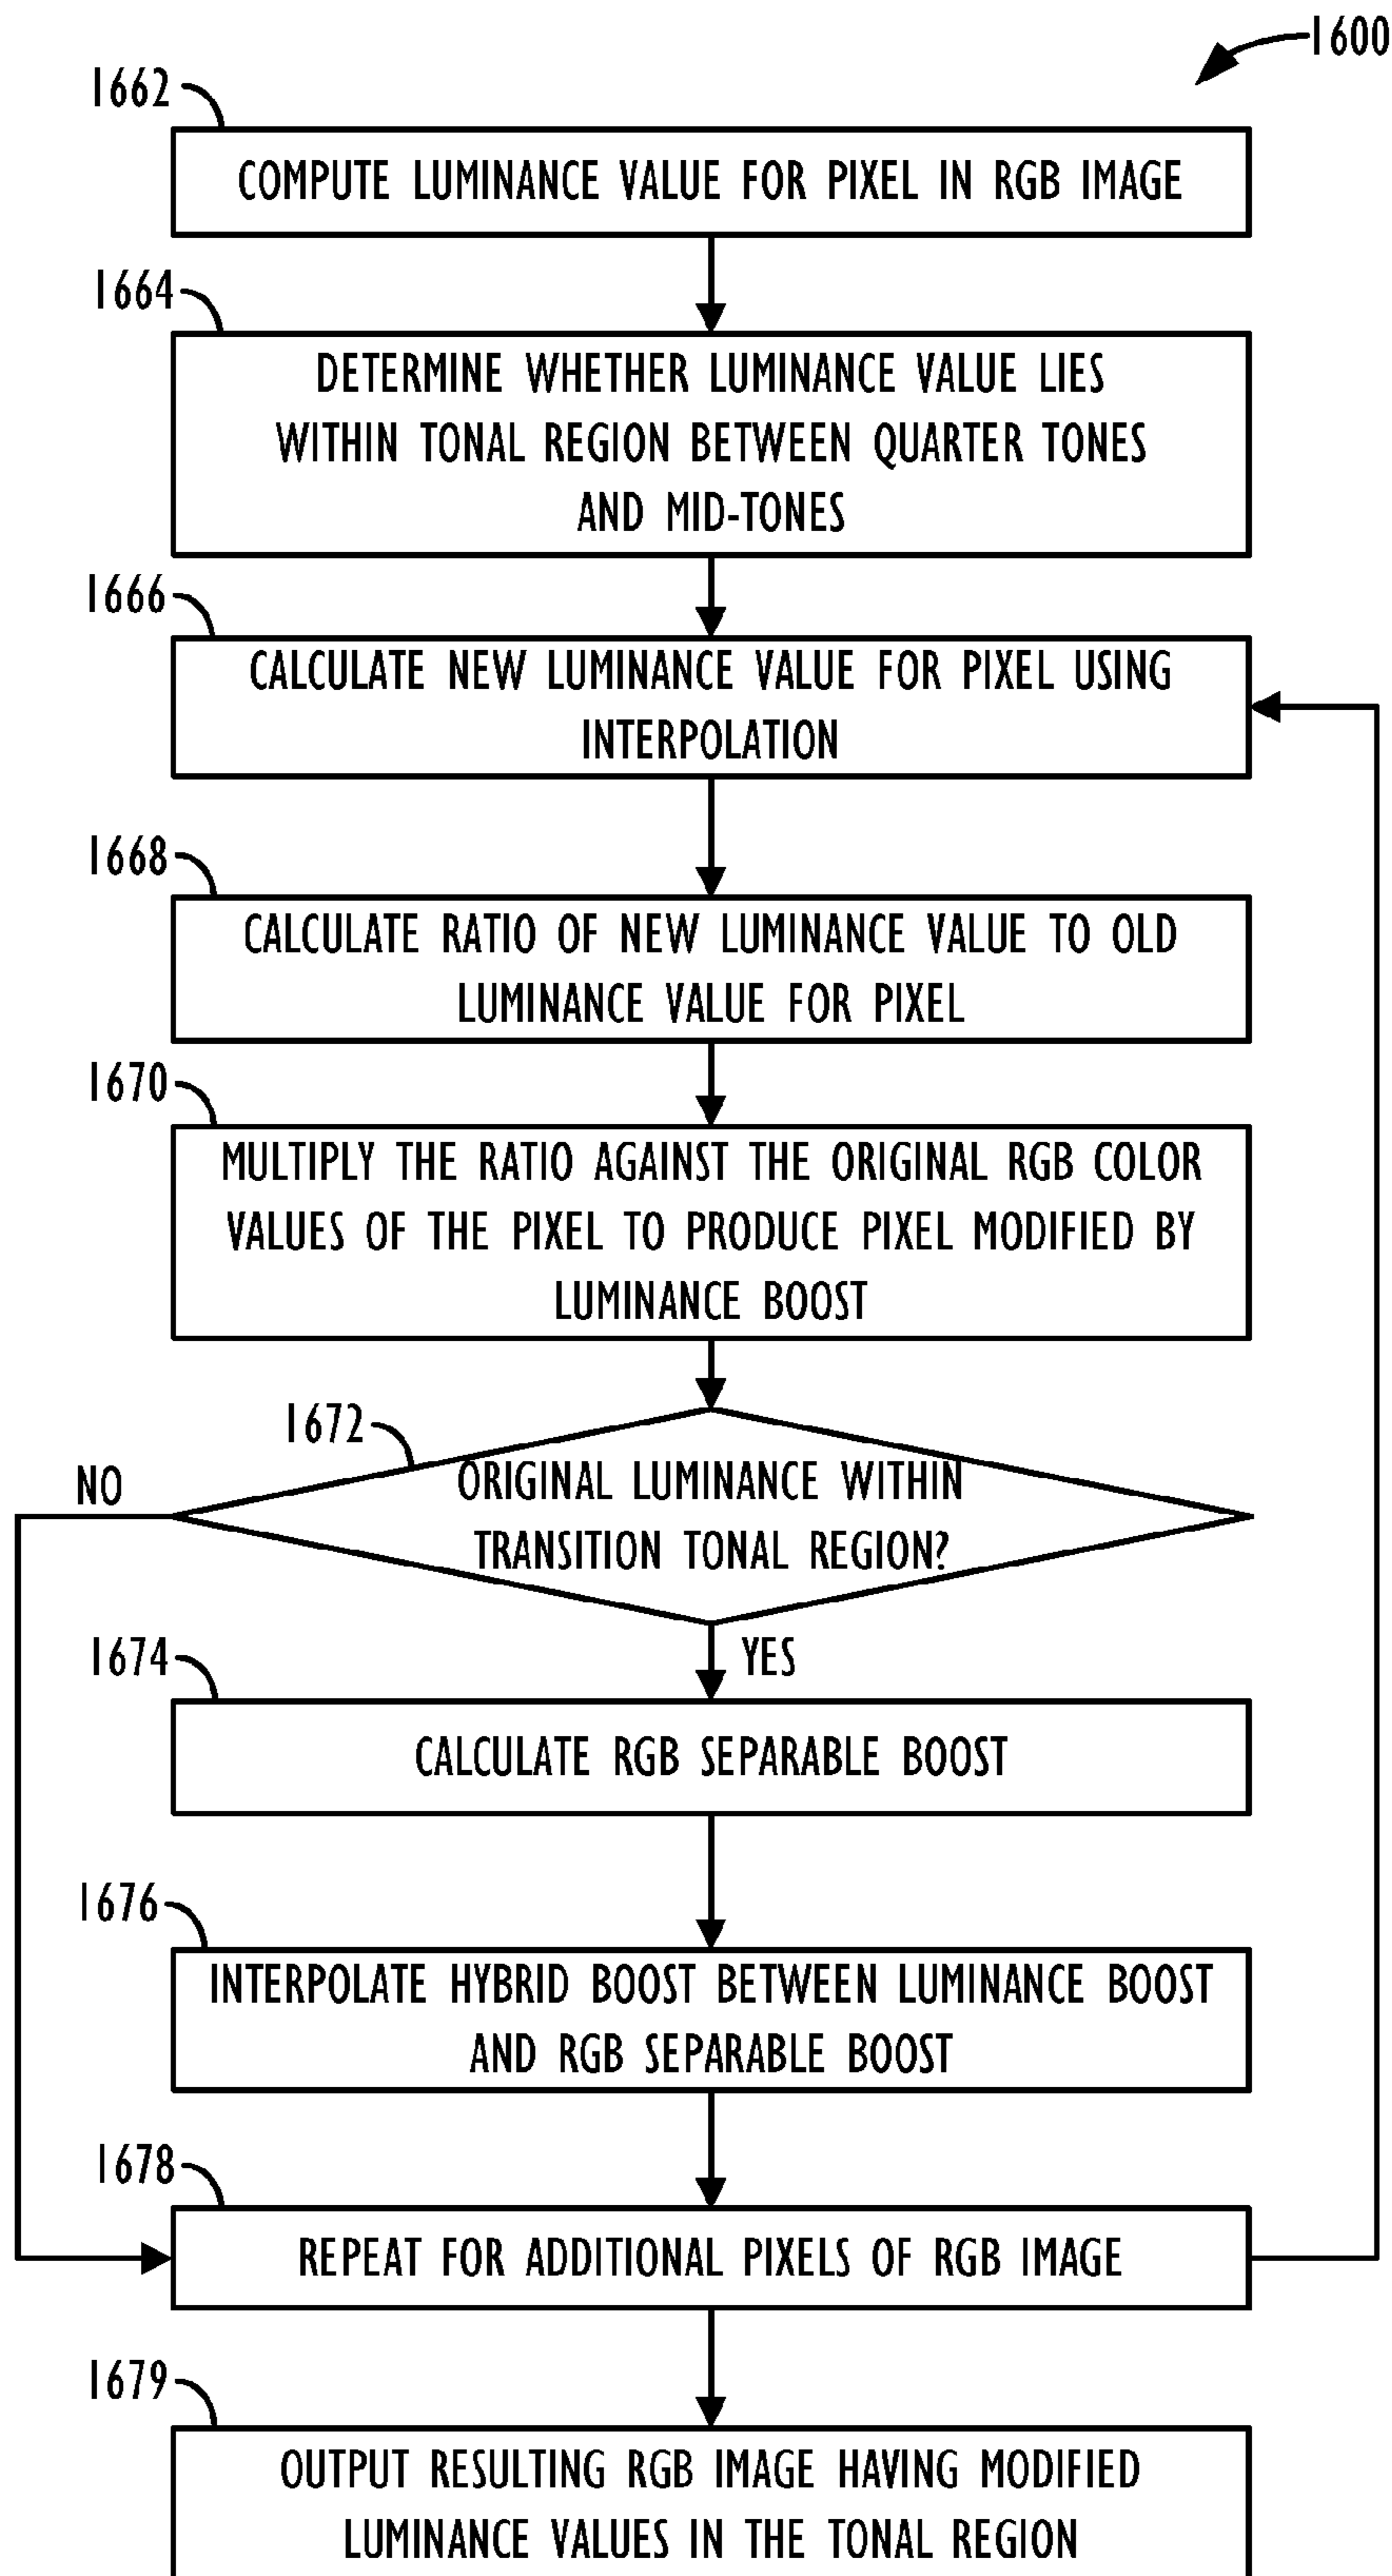 1600
1662
COMPUTE LUMINANCE VALUE FOR PIXEL IN RGB IMAGE
1664
DETERMINE WHETHER LUMINANCE VALUE LIES
WITHIN TONAL REGION BETWEEN QUARTER TONES
AND MID-TONES
1666
CALCULATE NEW LUMINANCE VALUE FOR PIXEL USING
INTERPOLATION
1668
CALCULATE RATIO OF NEW LUMINANCE VALUE TO OLD
LUMINANCE VALUE FOR PIXEL
1670
MULTIPLY THE RATIO AGAINST THE ORIGINAL RGB COLOR
VALUES OF THE PIXEL TO PRODUCE PIXEL MODIFIED BY
LUMINANCE BOOST
1672
NO
ORIGINAL LUMINANCE WITHIN
TRANSITION TONAL REGION?
YES
1674
CALCULATE RGB SEPARABLE BOOST
1676
INTERPOLATE HYBRID BOOST BETWEEN LUMINANCE BOOST
AND RGB SEPARABLE BOOST
1678
REPEAT FOR ADDITIONAL PIXELS OF RGB IMAGE
1679
OUTPUT RESULTING RGB IMAGE HAVING MODIFIED
LUMINANCE VALUES IN THE TONAL REGION